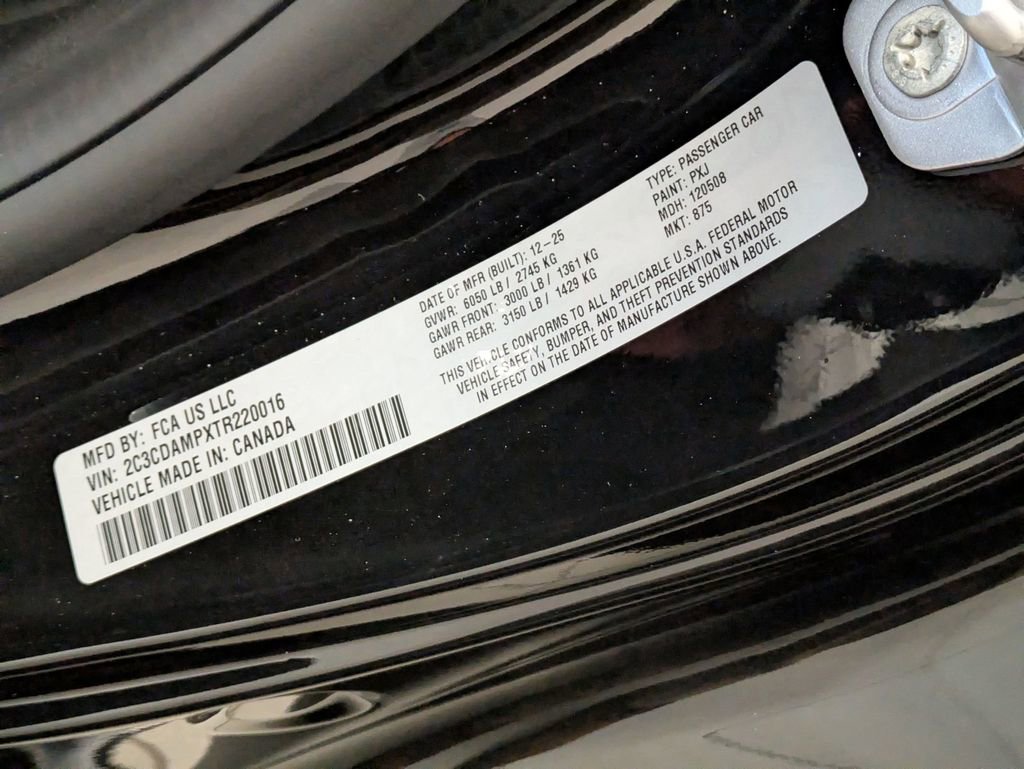 MFD BY: FCA US LLC
VIN: 2C3CDAMPXTR220016
VEHICLE MADE IN: CANADA
DATE OF MFR (BUILT): 12-25
GVWR: 6050 LB / 2745 KG
GAWR FRONT: 3000 LB / 1361 KG
GAWR REAR: 3150 LB / 1429 KG
TYPE: PASSENGER CAR
PAINT: PXJ
MDH: 120508
MKT: 875
THIS VEHICLE CONFORMS TO ALL APPLICABLE U.S.A. FEDERAL MOTOR
VEHICLE SAFETY, BUMPER, AND THEFT PREVENTION STANDARDS
IN EFFECT ON THE DATE OF MANUFACTURE SHOWN ABOVE.